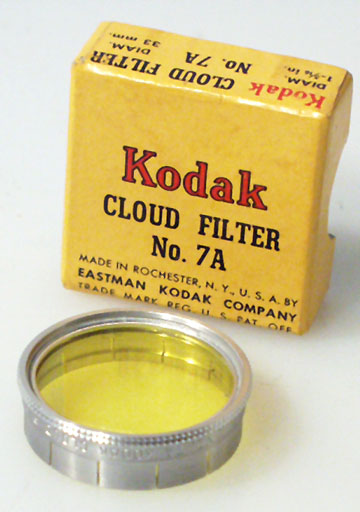 Kodak
CLOUD FILTER
No. 7A
DIAM.
33 mm.
DIAM.
Kodak
CLOUD FILTER
No. 7A
MADE IN ROCHESTER, N. Y., U. S. A. BY
EASTMAN KODAK COMPANY
TRADE MARK REG. U. S. PAT. OFF.